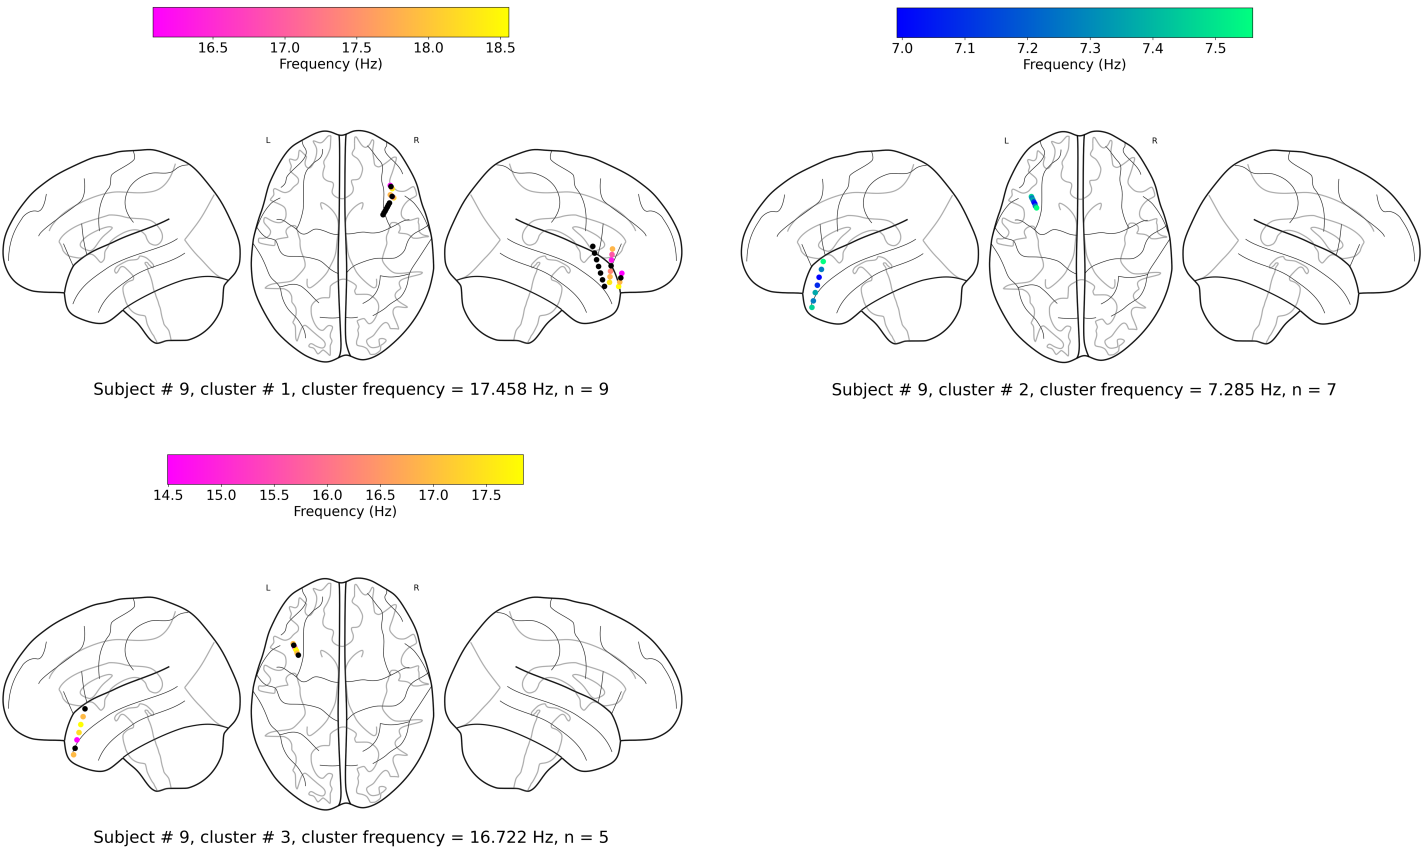 16.5 17.0 17.5 18.0 18.5
Frequency (Hz)
L R
Subject # 9, cluster # 1, cluster frequency = 17.458 Hz, n = 9
7.0 7.1 7.2 7.3 7.4 7.5
Frequency (Hz)
L R
Subject # 9, cluster # 2, cluster frequency = 7.285 Hz, n = 7
14.5 15.0 15.5 16.0 16.5 17.0 17.5
Frequency (Hz)
L R
Subject # 9, cluster # 3, cluster frequency = 16.722 Hz, n = 5